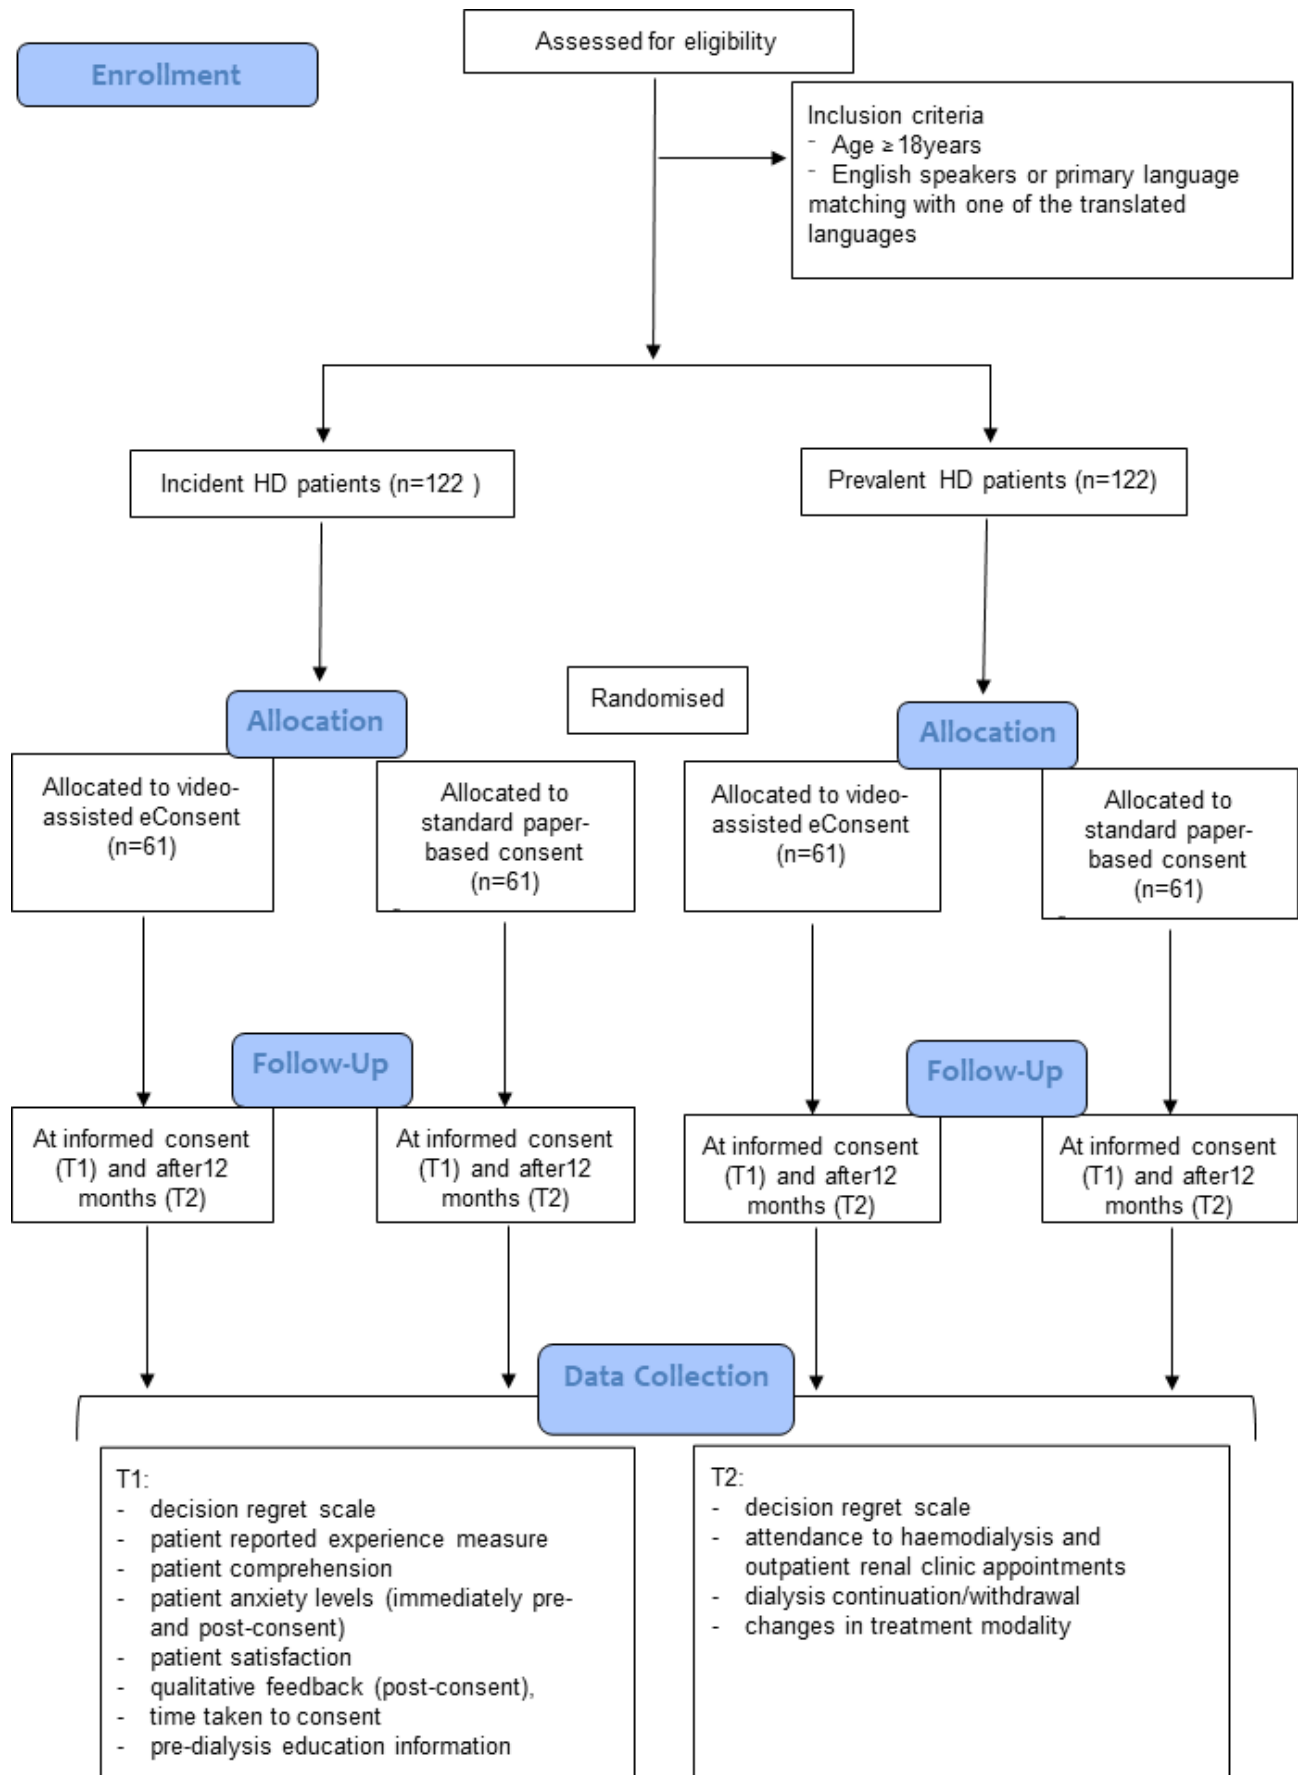 Assessed for eligibility
Enrollment
Inclusion criteria
- Age ≥18years
- English speakers or primary language
matching with one of the translated
languages
Incident HD patients (n=122 )
Prevalent HD patients (n=122)
Randomised
Allocation
Allocation
Allocated to video-
assisted eConsent
(n=61)
Allocated to
standard paper-
based consent
(n=61)
-
Allocated to video-
assisted eConsent
(n=61)
Allocated to
standard paper-
based consent
(n=61)
-
Follow-Up
Follow-Up
At informed consent
(T1) and after12
months (T2)
At informed consent
(T1) and after12
months (T2)
At informed consent
(T1) and after12
months (T2)
At informed consent
(T1) and after12
months (T2)
Data Collection
T1:
- decision regret scale
- patient reported experience measure
- patient comprehension
- patient anxiety levels (immediately pre-
and post-consent)
- patient satisfaction
- qualitative feedback (post-consent),
- time taken to consent
- pre-dialysis education information
T2:
- decision regret scale
- attendance to haemodialysis and
outpatient renal clinic appointments
- dialysis continuation/withdrawal
- changes in treatment modality